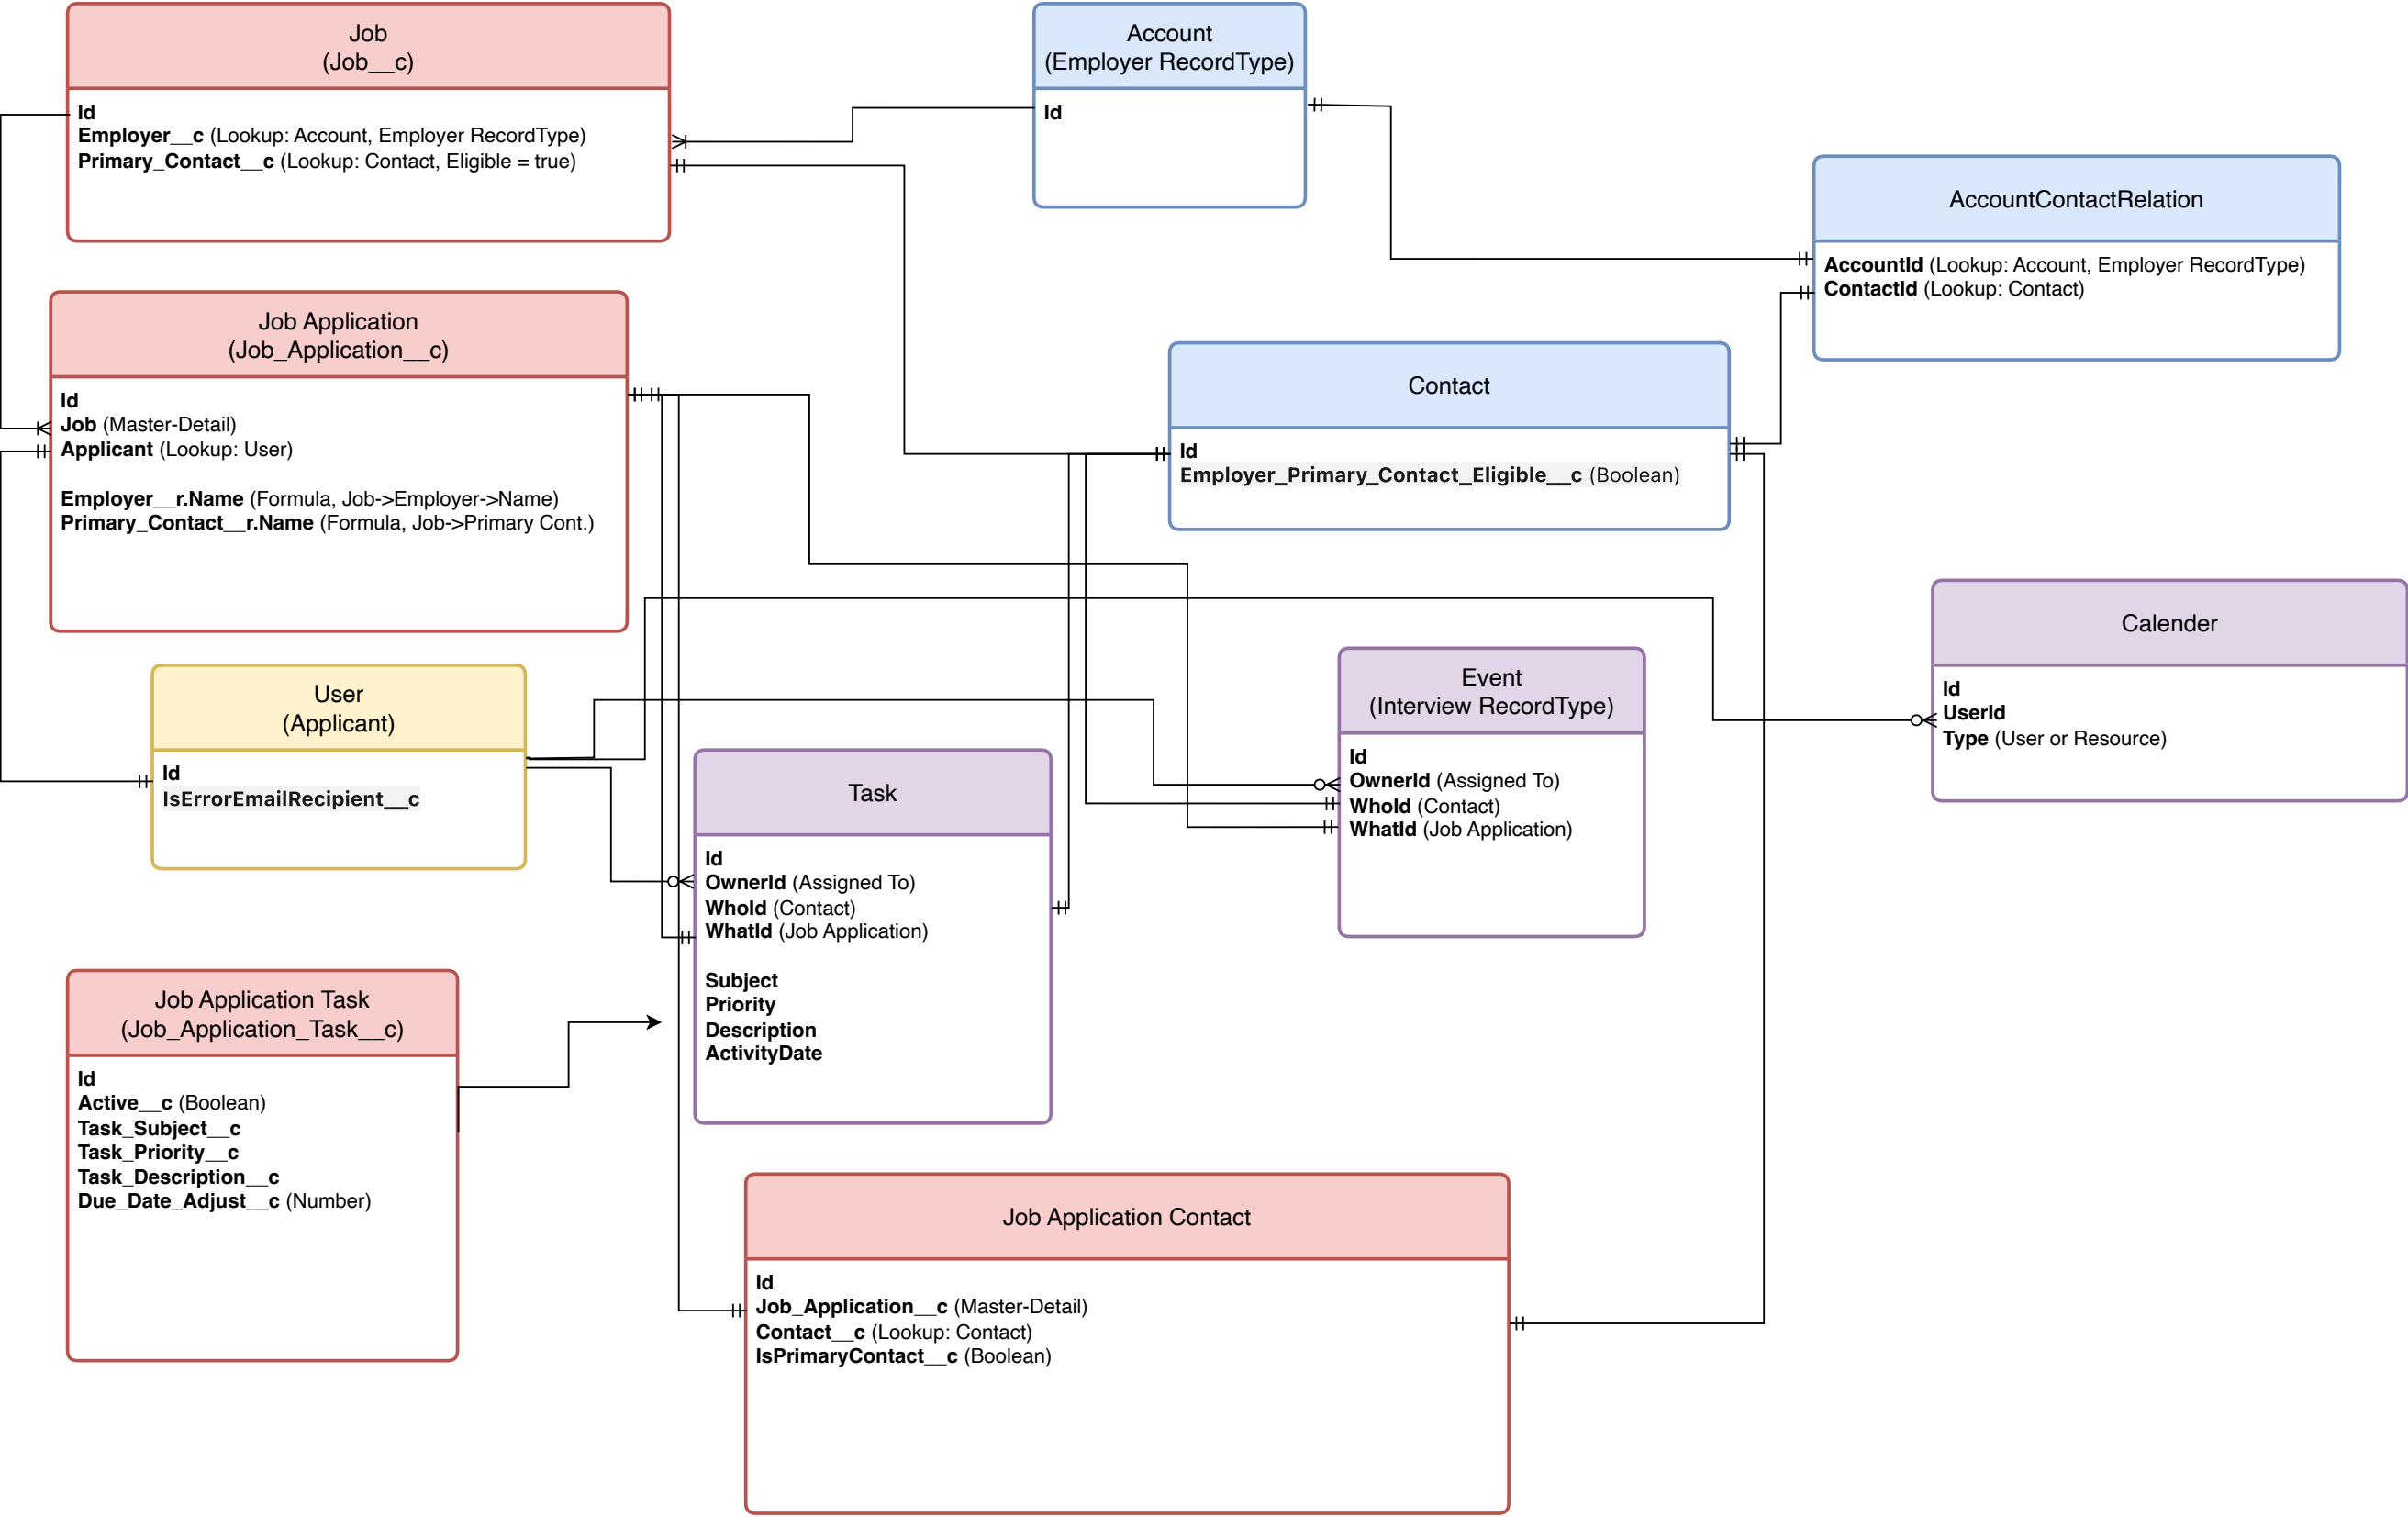 Job
(Job__c)
Id
Employer__c (Lookup: Account, Employer RecordType)
Primary_Contact__c (Lookup: Contact, Eligible = true)
Account
(Employer RecordType)
Id
AccountContactRelation
AccountId (Lookup: Account, Employer RecordType)
ContactId (Lookup: Contact)
Job Application
(Job_Application__c)
Id
Job (Master-Detail)
Applicant (Lookup: User)
Employer__r.Name (Formula, Job->Employer->Name)
Primary_Contact__r.Name (Formula, Job->Primary Cont.)
Contact
Id
Employer_Primary_Contact_Eligible__c (Boolean)
Calender
Id
UserId
Type (User or Resource)
User
(Applicant)
Id
IsErrorEmailRecipient__c
Event
(Interview RecordType)
Id
OwnerId (Assigned To)
WhoId (Contact)
WhatId (Job Application)
Task
Id
OwnerId (Assigned To)
WhoId (Contact)
WhatId (Job Application)
Subject
Priority
Description
ActivityDate
Job Application Task
(Job_Application_Task__c)
Id
Active__c (Boolean)
Task_Subject__c
Task_Priority__c
Task_Description__c
Due_Date_Adjust__c (Number)
Job Application Contact
Id
Job_Application__c (Master-Detail)
Contact__c (Lookup: Contact)
IsPrimaryContact__c (Boolean)